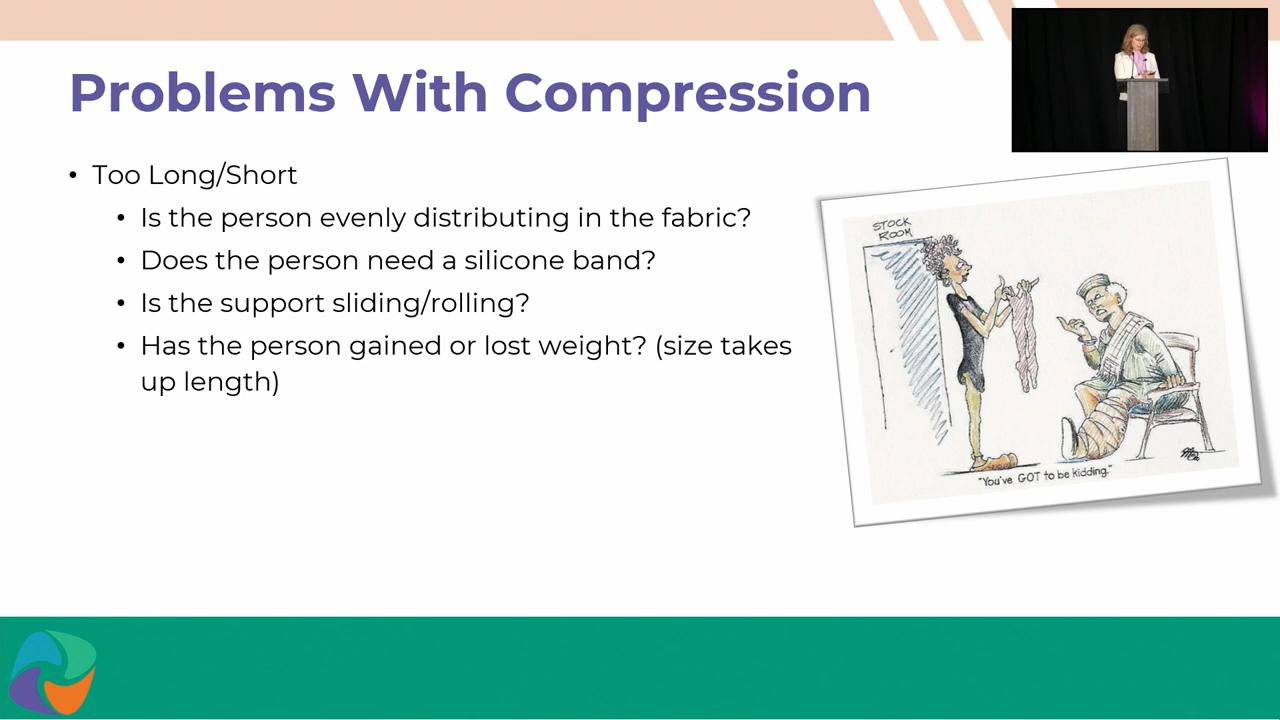 Problems With Compression
• Too Long/Short
• Is the person evenly distributing in the fabric?
• Does the person need a silicone band?
• Is the support sliding/rolling?
• Has the person gained or lost weight? (size takes
up length)
STOCK
ROOM
"You've GOT to be kidding."